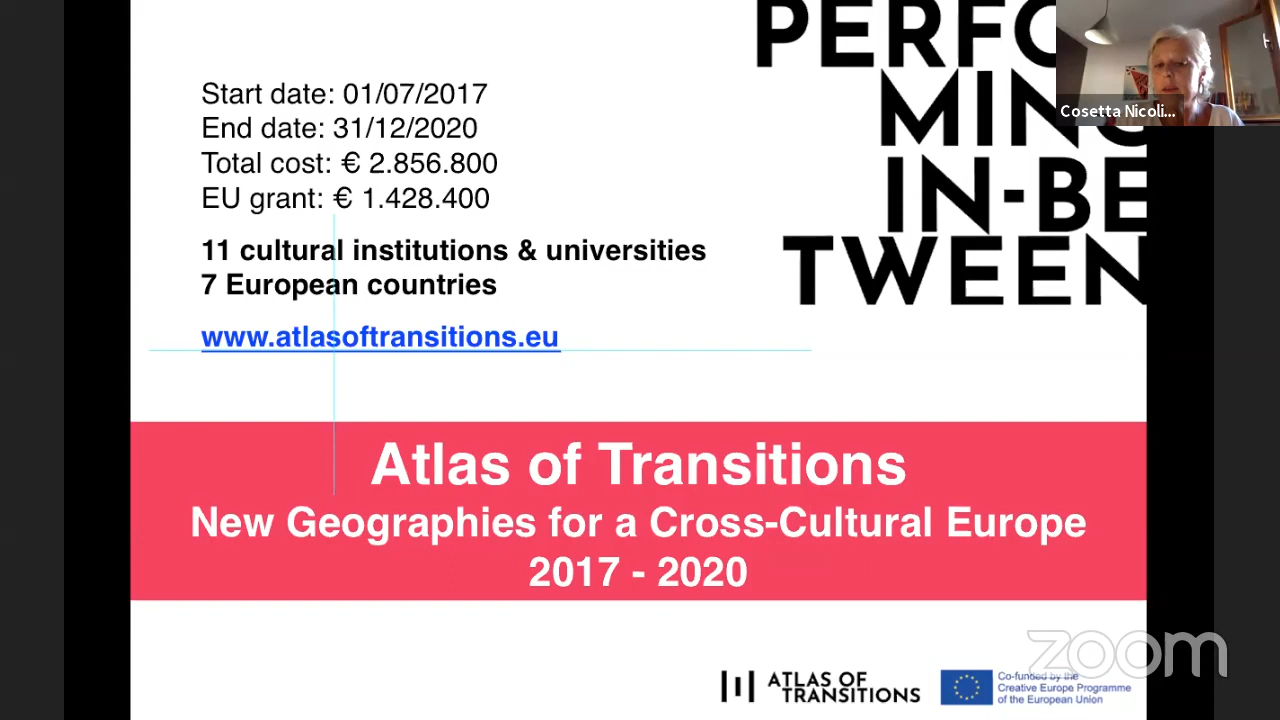 Start date: 01/07/2017
End date: 31/12/2020
Total cost: € 2.856.800
EU grant: € 1.428.400
11 cultural institutions & universities
7 European countries
www.atlasoftransitions.eu
PERFO
MING
IN-BE
TWEEN
Cosetta Nicoli...
Atlas of Transitions
New Geographies for a Cross-Cultural Europe
2017 - 2020
zoom
ATLAS OF
TRANSITIONS
Co-funded by the
Creative Europe Programme
of the European Union